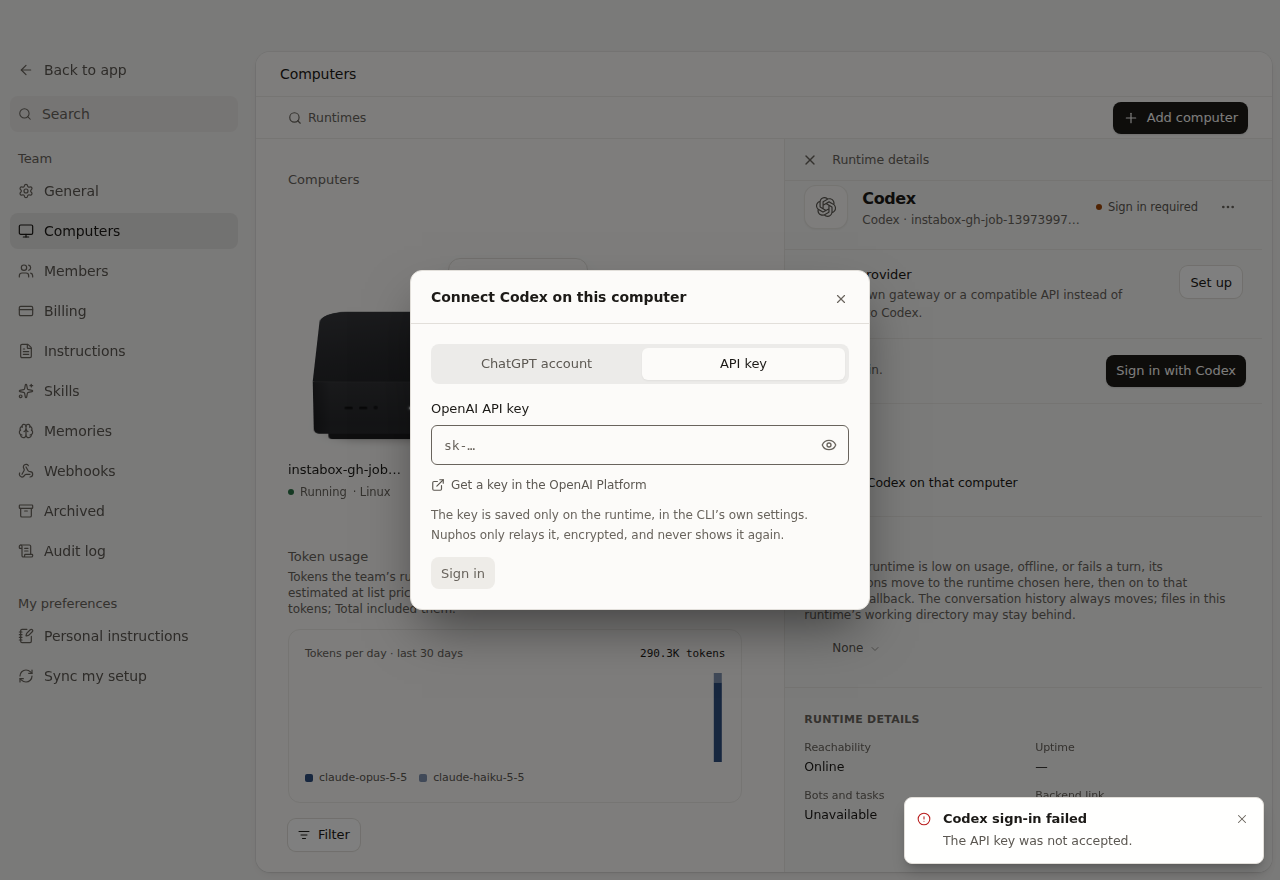 Back to app
Search
Team
General
Computers
Members
Billing
Instructions
Skills
Memories
Webhooks
Archived
Audit log
My preferences
Personal instructions
Sync my setup
Computers
Runtimes
Add computer
Computers
instabox-gh-job…
Running · Linux
Token usage
Tokens the team’s
estimated at list
tokens; Total included them.
Tokens per day · last 30 days
290.3K tokens
claude-opus-5-5
claude-haiku-5-5
Filter
Runtime details
Codex
Codex · instabox-gh-job-13973997…
Sign in required
own gateway or a compatible API instead of
Codex.
Set up
Sign in with Codex
Codex on that computer
runtime is low on usage, offline, or fails a turn, its
move to the runtime chosen here, then on to that
The conversation history always moves; files in this
runtime’s working directory may stay behind.
None
RUNTIME DETAILS
Reachability
Uptime
Online
—
Bots and tasks
Backend link
Unavailable
Connect Codex on this computer
ChatGPT account
API key
OpenAI API key
sk-…
Get a key in the OpenAI Platform
The key is saved only on the runtime, in the CLI’s own settings.
Nuphos only relays it, encrypted, and never shows it again.
Sign in
Codex sign-in failed
The API key was not accepted.